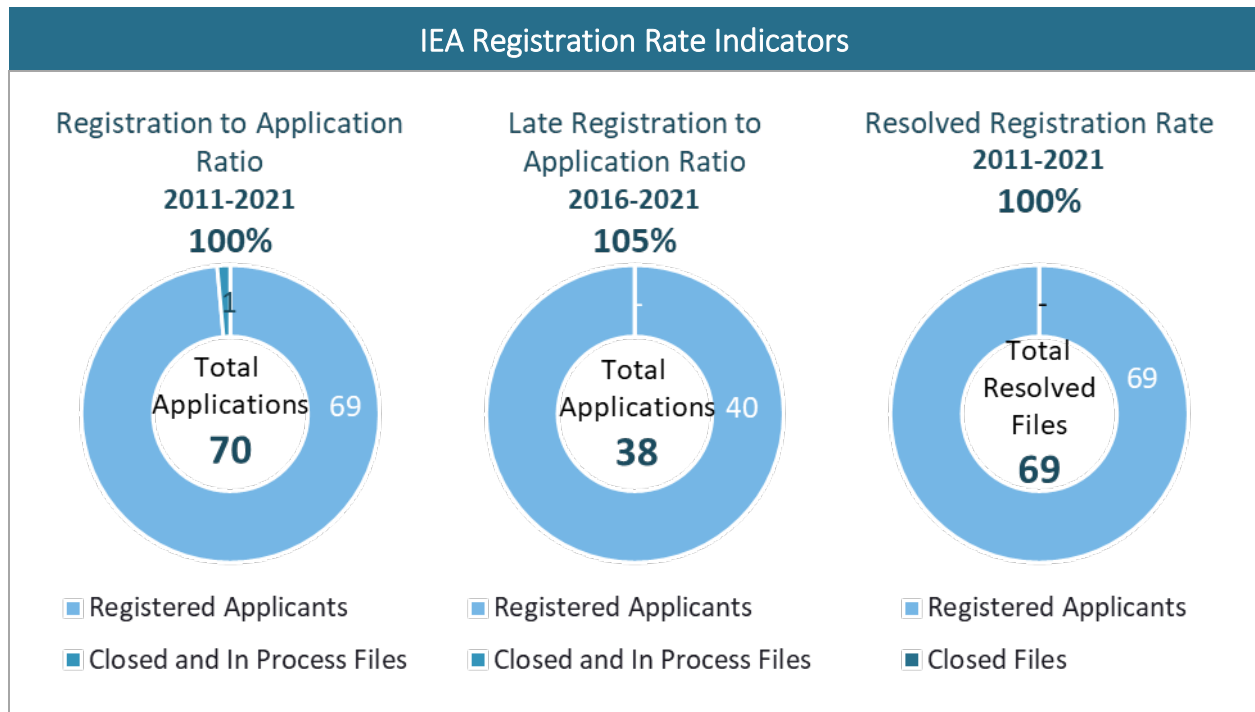 IEA Registration Rate Indicators
Registration to Application
Ratio
2011-2021
100%
1
Total
Applications
69
70
Registered Applicants
Closed and In Process Files
Late Registration to
Application Ratio
2016-2021
105%
-
Total
Applications
40
38
Registered Applicants
Closed and In Process Files
Resolved Registration Rate
2011-2021
100%
-
Total
Resolved
69
Files
69
Registered Applicants
Closed Files